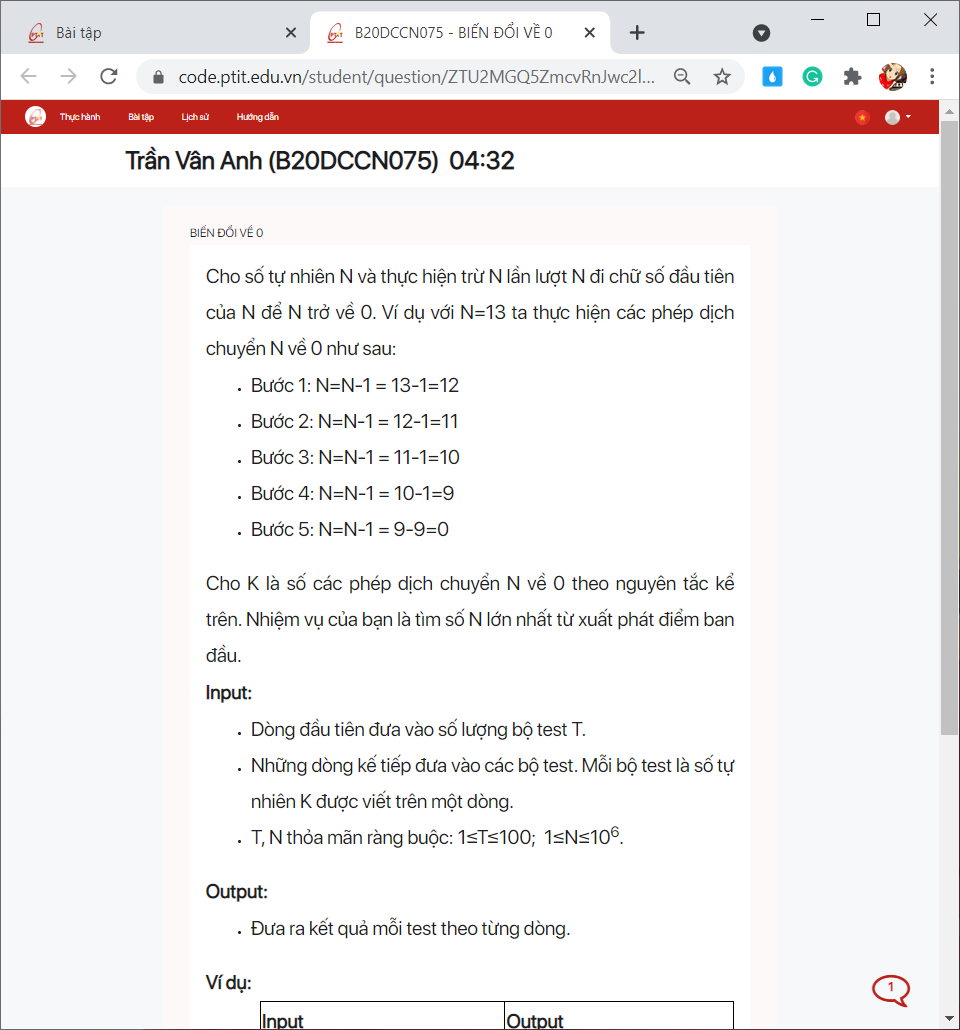 Bài tập
B20DCCN075 - BIẾN ĐỔI VỀ 0
code.ptit.edu.vn/student/question/ZTU2MGQ5ZmcvRnJwc2l...
Thực hành Bài tập Lịch sử Hướng dẫn
Trần Vân Anh (B20DCCN075) 04:32
BIẾN ĐỔI VỀ 0
Cho số tự nhiên N và thực hiện trừ N lần lượt N đi chữ số đầu tiên
của N để N trở về 0. Ví dụ với N=13 ta thực hiện các phép dịch
chuyển N về 0 như sau:
• Bước 1: N=N-1 = 13-1=12
• Bước 2: N=N-1 = 12-1=11
• Bước 3: N=N-1 = 11-1=10
• Bước 4: N=N-1 = 10-1=9
• Bước 5: N=N-1 = 9-9=0
Cho K là số các phép dịch chuyển N về 0 theo nguyên tắc kể
trên. Nhiệm vụ của bạn là tìm số N lớn nhất từ xuất phát điểm ban
đầu.
Input:
• Dòng đầu tiên đưa vào số lượng bộ test T.
• Những dòng kế tiếp đưa vào các bộ test. Mỗi bộ test là số tự
nhiên K được viết trên một dòng.
• T, N thỏa mãn ràng buộc: 1≤T≤100; 1≤N≤10⁶.
Output:
• Đưa ra kết quả mỗi test theo từng dòng.
1
Ví dụ:
Input Output